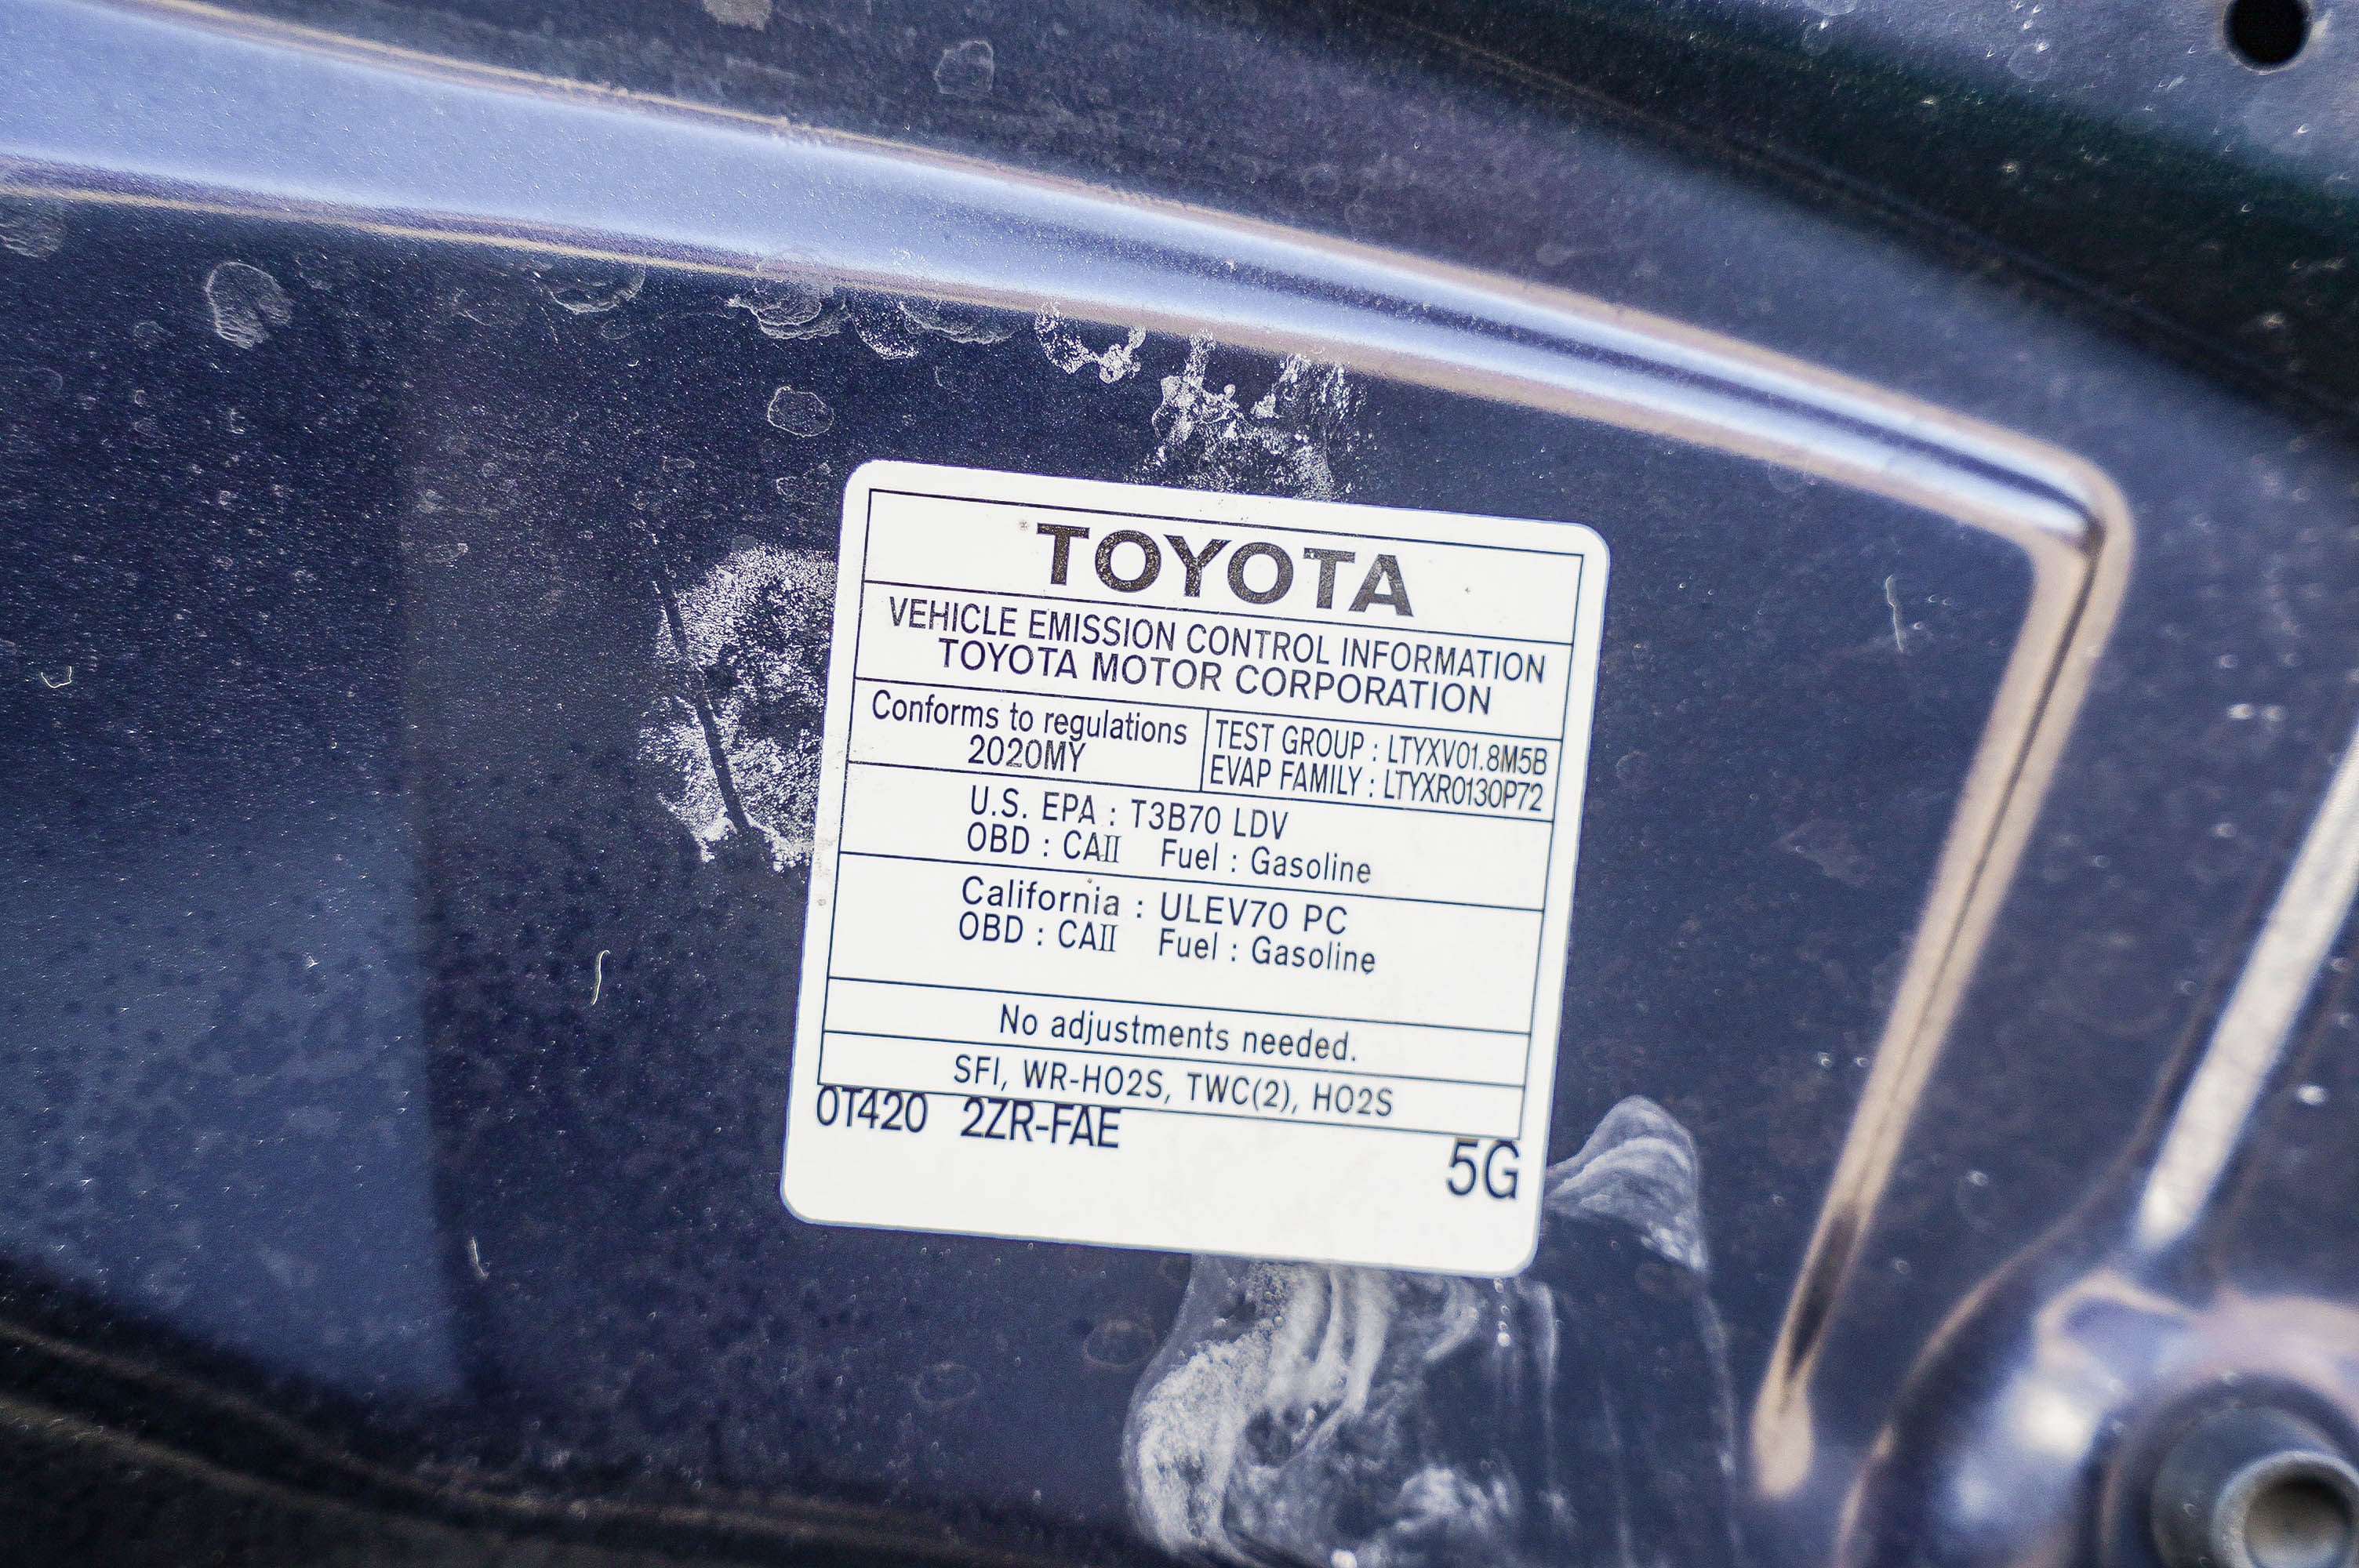 TOYOTA
VEHICLE EMISSION CONTROL INFORMATION
TOYOTA MOTOR CORPORATION
Conforms to regulations
2020MY
TEST GROUP : LTYXV01.8M5B
EVAP FAMILY : LTYXR0130P72
U.S. EPA : T3B70 LDV
OBD : CAII Fuel : Gasoline
California : ULEV70 PC
OBD : CAII Fuel : Gasoline
No adjustments needed.
SFI, WR-HO2S, TWC(2), HO2S
0T420 2ZR-FAE
5G